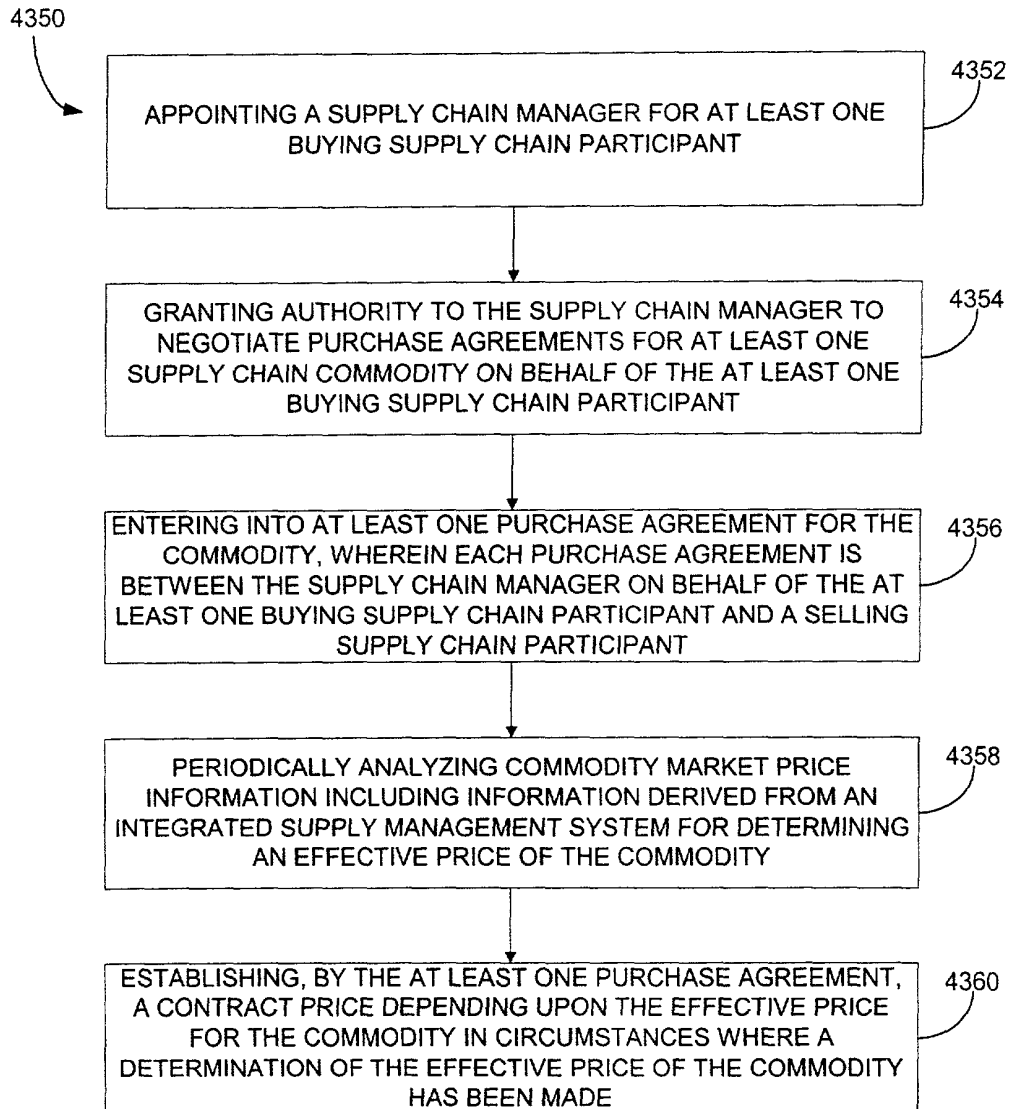 4350
4352
APPOINTING A SUPPLY CHAIN MANAGER FOR AT LEAST ONE
BUYING SUPPLY CHAIN PARTICIPANT
4354
GRANTING AUTHORITY TO THE SUPPLY CHAIN MANAGER TO
NEGOTIATE PURCHASE AGREEMENTS FOR AT LEAST ONE
SUPPLY CHAIN COMMODITY ON BEHALF OF THE AT LEAST ONE
BUYING SUPPLY CHAIN PARTICIPANT
4356
ENTERING INTO AT LEAST ONE PURCHASE AGREEMENT FOR THE
COMMODITY, WHEREIN EACH PURCHASE AGREEMENT IS
BETWEEN THE SUPPLY CHAIN MANAGER ON BEHALF OF THE AT
LEAST ONE BUYING SUPPLY CHAIN PARTICIPANT AND A SELLING
SUPPLY CHAIN PARTICIPANT
4358
PERIODICALLY ANALYZING COMMODITY MARKET PRICE
INFORMATION INCLUDING INFORMATION DERIVED FROM AN
INTEGRATED SUPPLY MANAGEMENT SYSTEM FOR DETERMINING
AN EFFECTIVE PRICE OF THE COMMODITY
4360
ESTABLISHING, BY THE AT LEAST ONE PURCHASE AGREEMENT,
A CONTRACT PRICE DEPENDING UPON THE EFFECTIVE PRICE
FOR THE COMMODITY IN CIRCUMSTANCES WHERE A
DETERMINATION OF THE EFFECTIVE PRICE OF THE COMMODITY
HAS BEEN MADE